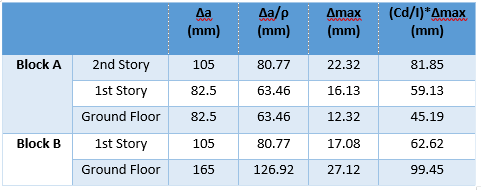 Δa (mm) Δa/ρ (mm) Δmax (mm) (Cd/I)*Δmax (mm)
Block A 2nd Story 105 80.77 22.32 81.85
1st Story 82.5 63.46 16.13 59.13
Ground Floor 82.5 63.46 12.32 45.19
Block B 1st Story 105 80.77 17.08 62.62
Ground Floor 165 126.92 27.12 99.45